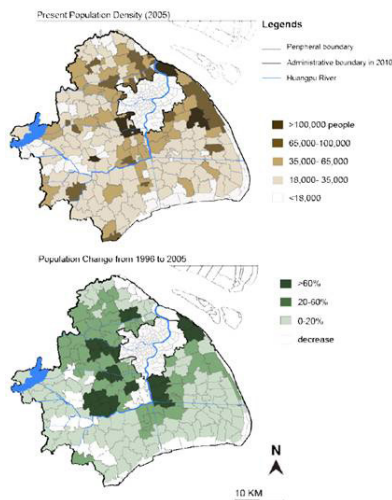 Present Population Density (2005)
Legends
Peripheral boundary
Administrative boundary in 2010
Huangpu River
>100,000 people
65,000-100,000
35,000- 65,000
18,000- 35,000
<18,000
Population Change from 1996 to 2005
>60%
20-60%
0-20%
decrease
N
10 KM